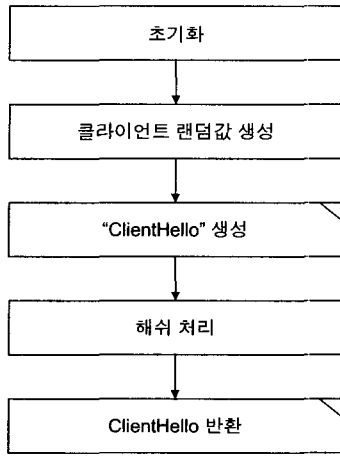 초기화
클라이언트 랜덤값 생성
“ClientHello” 생성
해쉬 처리
ClientHello 반환